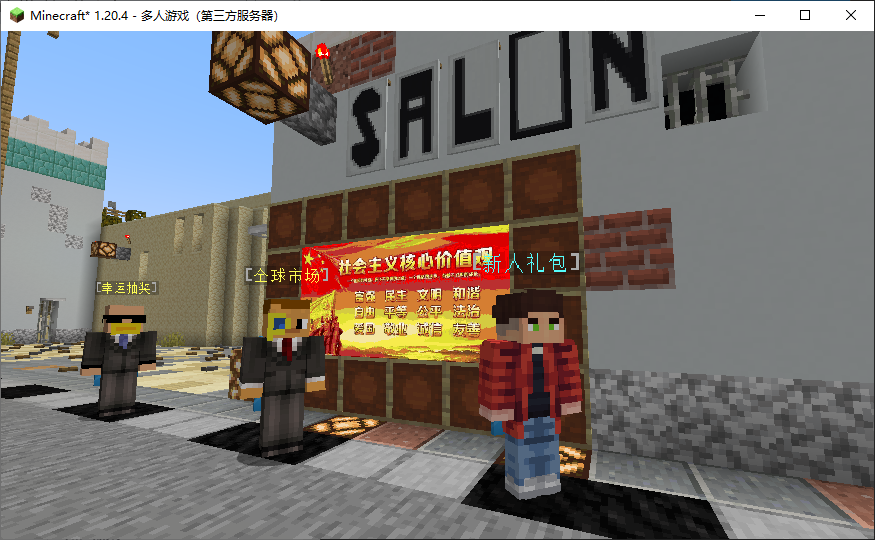 Minecraft* 1.20.4 - 多人游戏（第三方服务器）
SALON
社会主义核心价值观
富强 民主 文明 和谐
自由 平等 公平 法治
爱国 敬业 诚信 友善
[幸运抽奖]
[全球市场]
新人礼包]